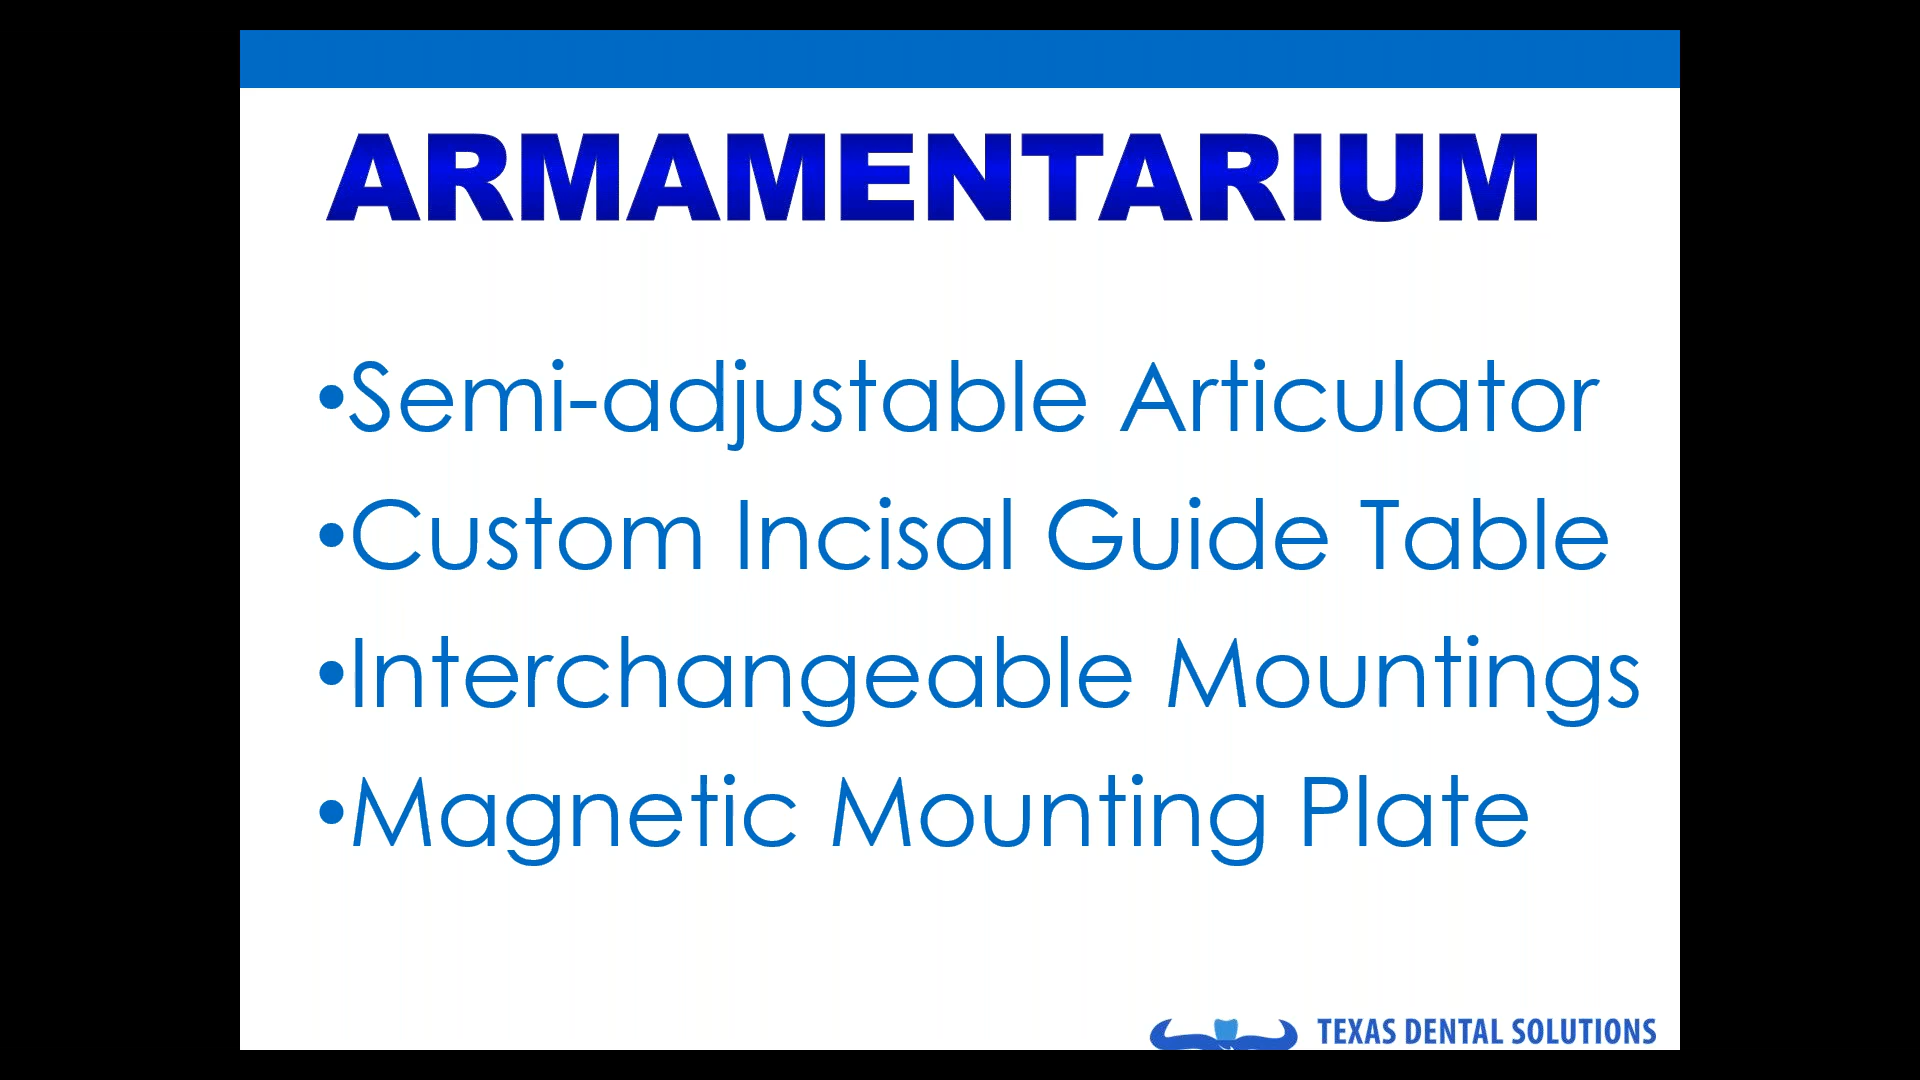 ARMAMENTARIUM
•Semi-adjustable Articulator
•Custom Incisal Guide Table
•Interchangeable Mountings
•Magnetic Mounting Plate
TEXAS DENTAL SOLUTIONS